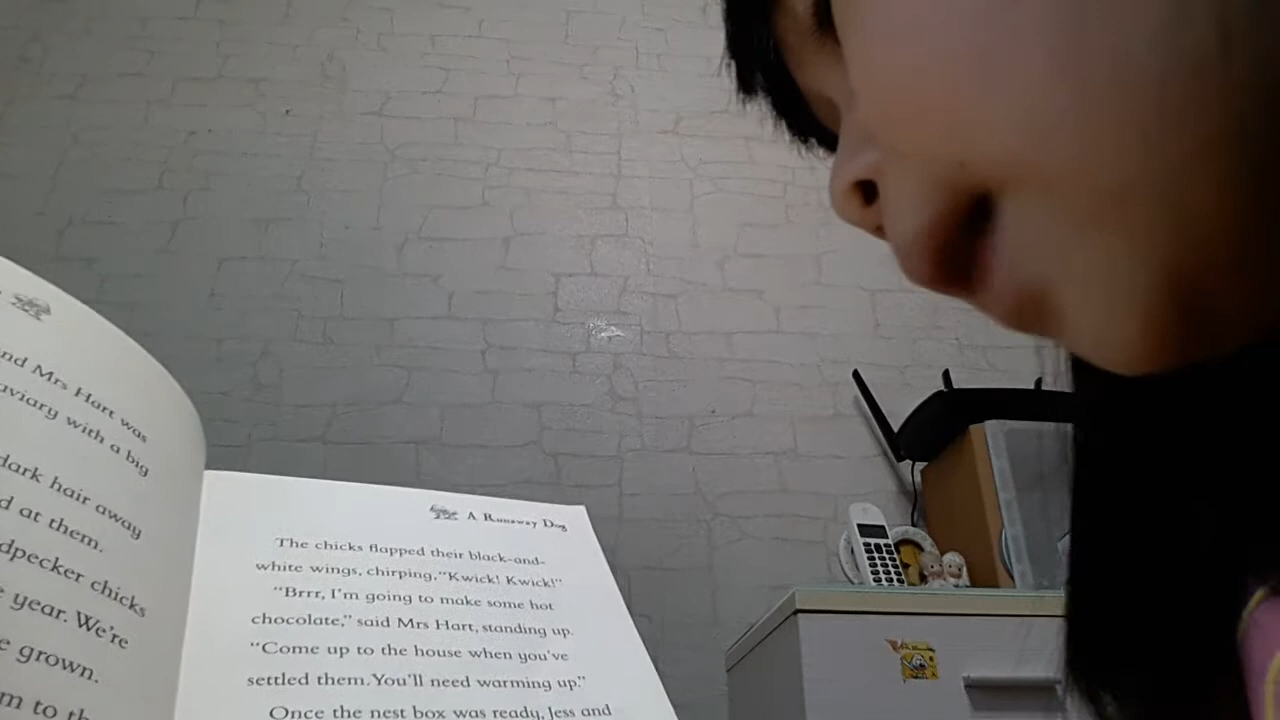 nd Mrs Hart was
aviary with a big
dark hair away
d at them.
dpecker chicks
year. We're
e grown.
m to th
A Runaway Dog
The chicks flapped their black-and-
white wings, chirping, "Kwick! Kwick!"
"Brrr, I'm going to make some hot
chocolate," said Mrs Hart, standing up.
"Come up to the house when you've
settled them. You'll need warming up."
Once the nest box was ready, Jess and